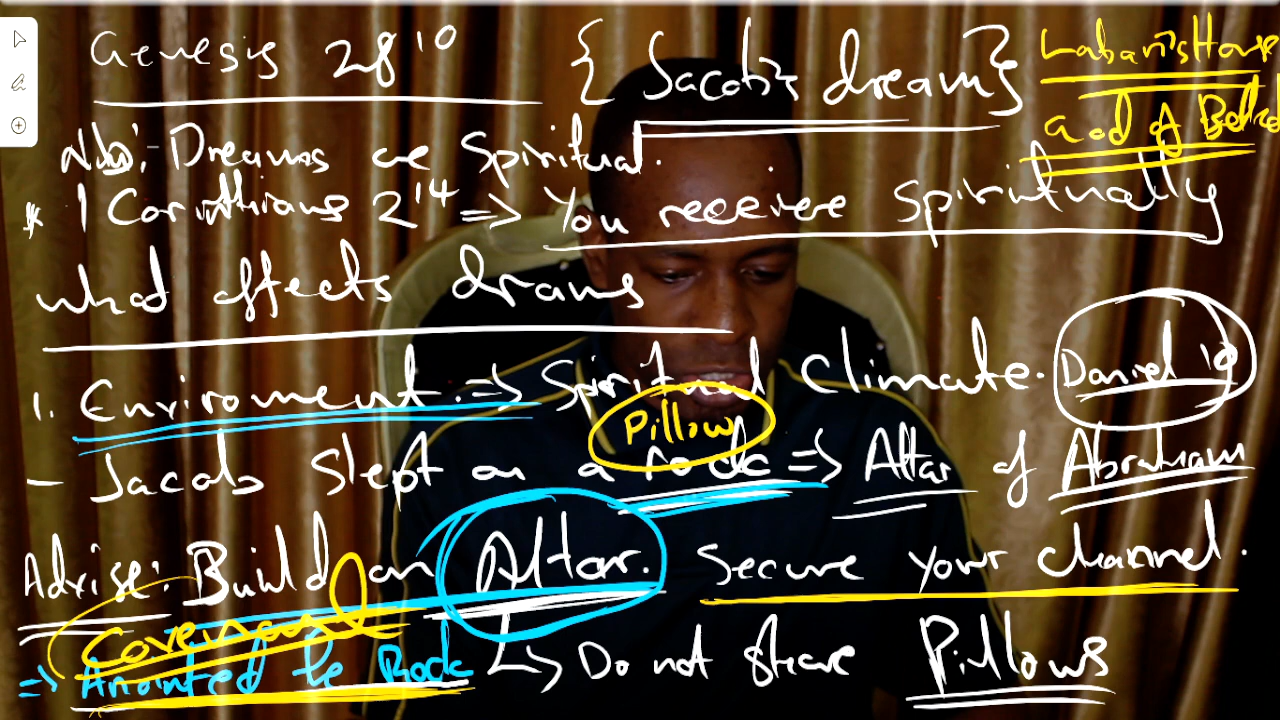 Genesis 28¹⁰ { Jacob's dream}
Laban's House
God of Bethel
Nb:- Dreams are Spiritual.
* 1 Corinthians 2¹⁴ => You receive spiritually
what affects drams
1. Enviroment. => Spiritual Climate. Daniel 10
Pillow
- Jacob Slept on a rock => Altar of Abraham
Advise: Build an Altar. Secure your channel.
Covenant
=> Anointed the Rock ↳ Do not share Pillows